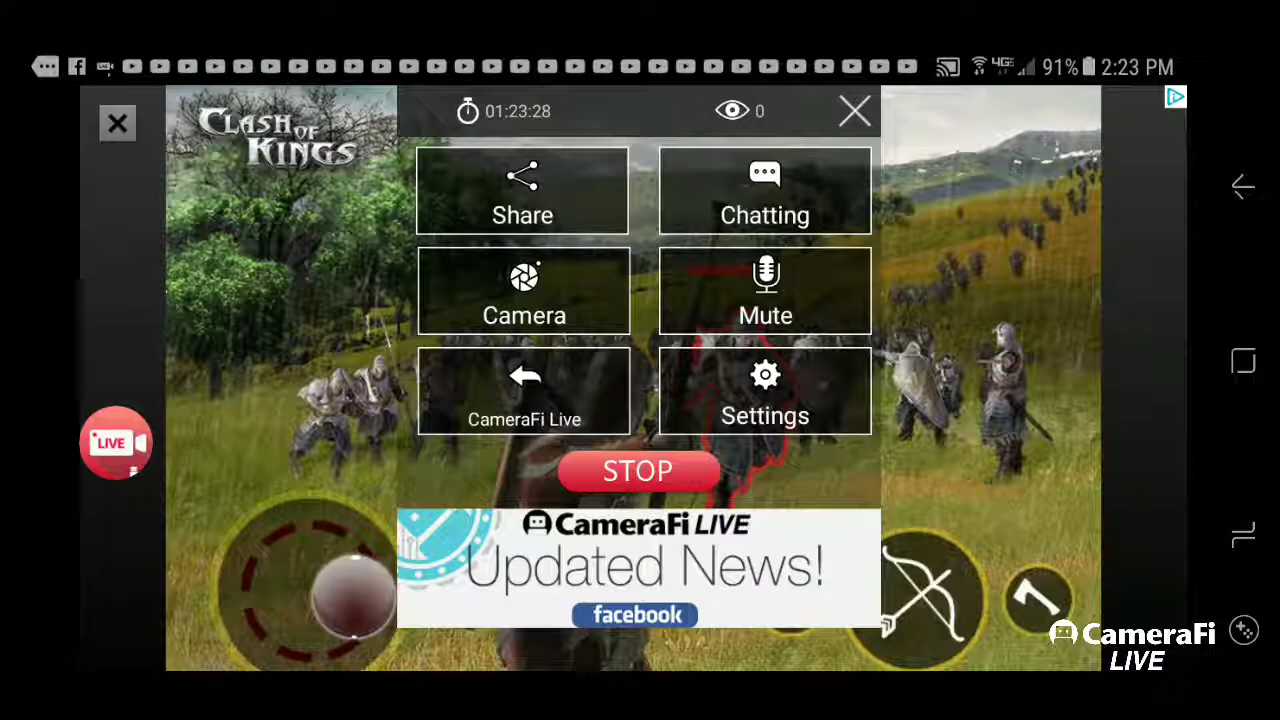 4GE 91% 2:23 PM
CLASH OF KINGS
01:23:28 0
Share
Chatting
Camera
Mute
CameraFi Live
Settings
LIVE
STOP
CameraFi LIVE
Updated News!
facebook
CameraFi
LIVE